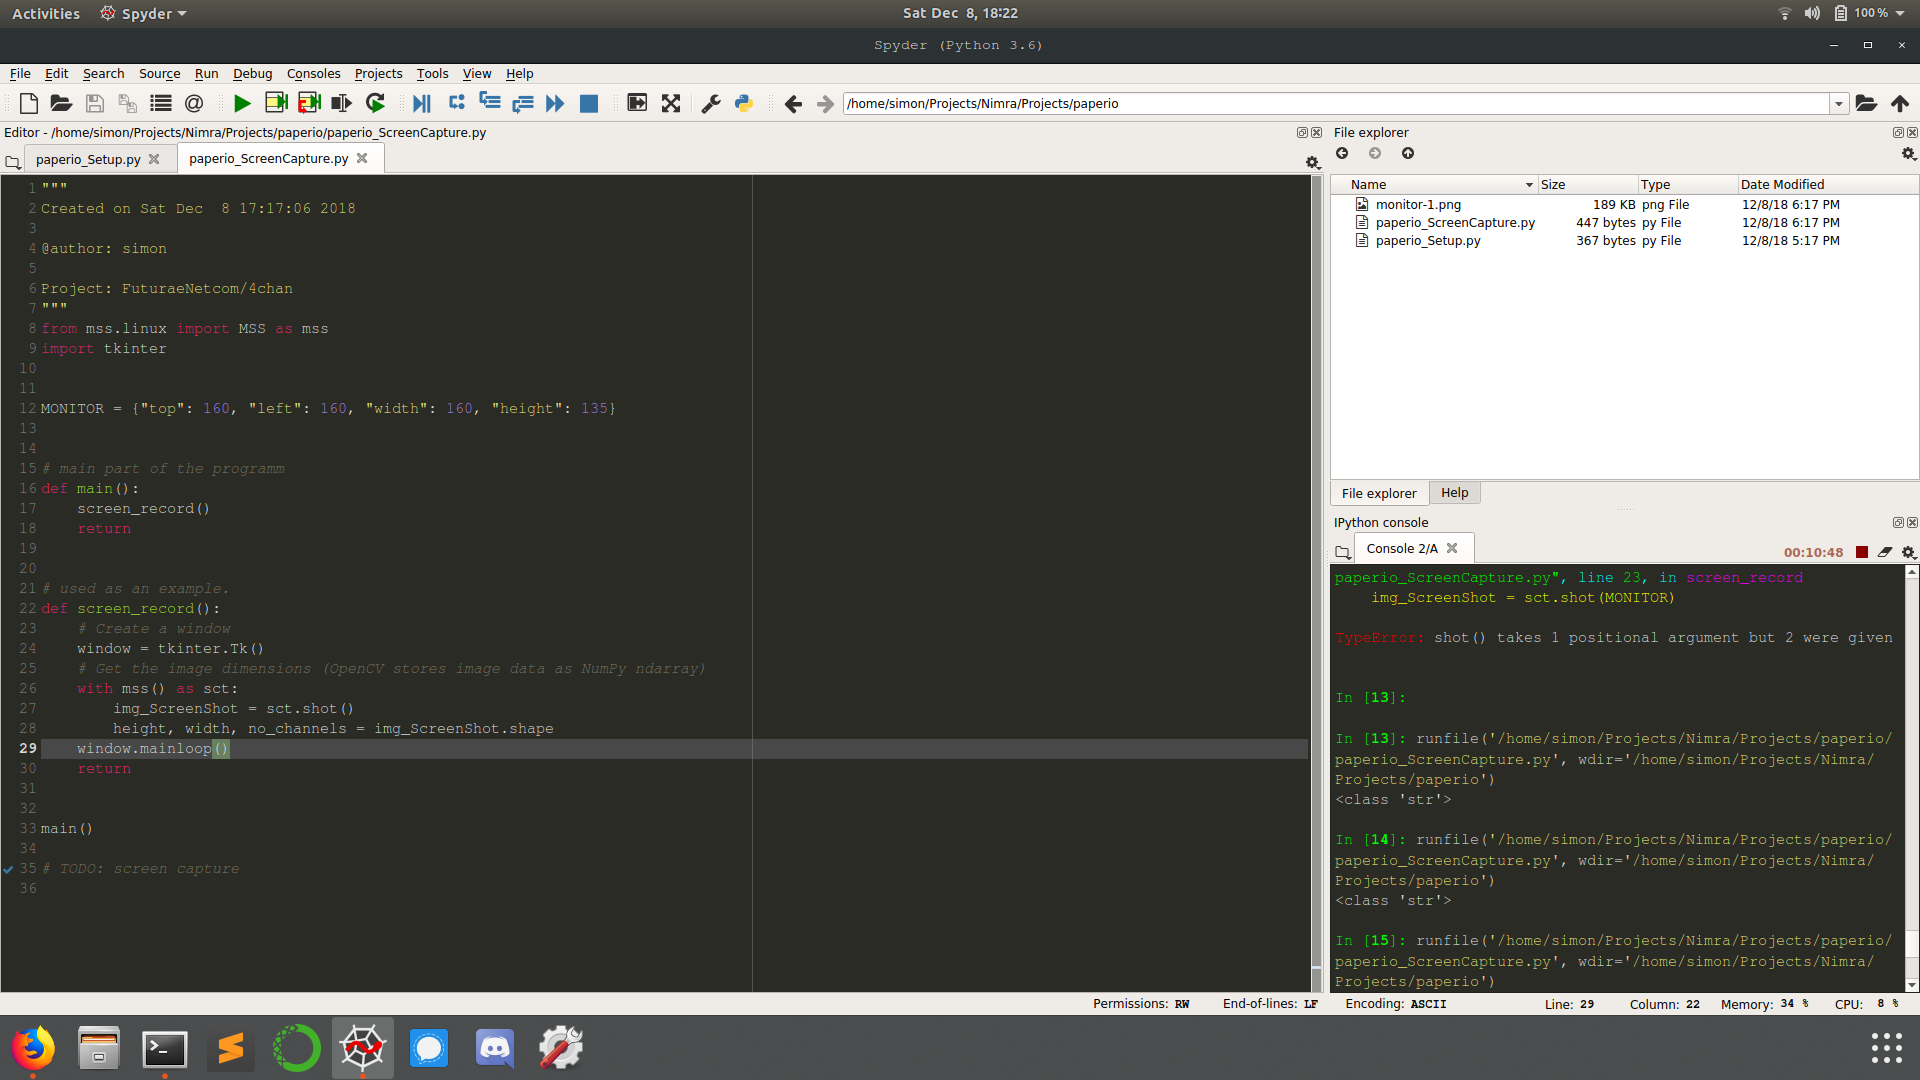 Activities Spyder Sat Dec 8, 18:22 100 %
Spyder (Python 3.6)
File Edit Search Source Run Debug Consoles Projects Tools View Help
/home/simon/Projects/Nimra/Projects/paperio
Editor - /home/simon/Projects/Nimra/Projects/paperio/paperio_ScreenCapture.py
paperio_Setup.py paperio_ScreenCapture.py
1 """
2 Created on Sat Dec  8 17:17:06 2018
3
4 @author: simon
5
6 Project: FuturaeNetcom/4chan
7 """
8 from mss.linux import MSS as mss
9 import tkinter
10
11
12 MONITOR = {"top": 160, "left": 160, "width": 160, "height": 135}
13
14
15 # main part of the programm
16 def main():
17     screen_record()
18     return
19
20
21 # used as an example.
22 def screen_record():
23     # Create a window
24     window = tkinter.Tk()
25     # Get the image dimensions (OpenCV stores image data as NumPy ndarray)
26     with mss() as sct:
27         img_ScreenShot = sct.shot()
28         height, width, no_channels = img_ScreenShot.shape
29     window.mainloop()
30     return
31
32
33 main()
34
35 # TODO: screen capture
36
File explorer
Name Size Type Date Modified
monitor-1.png 189 KB png File 12/8/18 6:17 PM
paperio_ScreenCapture.py 447 bytes py File 12/8/18 6:17 PM
paperio_Setup.py 367 bytes py File 12/8/18 5:17 PM
File explorer Help
IPython console
Console 2/A 00:10:48
paperio_ScreenCapture.py", line 23, in screen_record
    img_ScreenShot = sct.shot(MONITOR)
TypeError: shot() takes 1 positional argument but 2 were given
In [13]:
In [13]: runfile('/home/simon/Projects/Nimra/Projects/paperio/
paperio_ScreenCapture.py', wdir='/home/simon/Projects/Nimra/
Projects/paperio')
<class 'str'>
In [14]: runfile('/home/simon/Projects/Nimra/Projects/paperio/
paperio_ScreenCapture.py', wdir='/home/simon/Projects/Nimra/
Projects/paperio')
<class 'str'>
In [15]: runfile('/home/simon/Projects/Nimra/Projects/paperio/
paperio_ScreenCapture.py', wdir='/home/simon/Projects/Nimra/
Projects/paperio')
Permissions: RW End-of-lines: LF Encoding: ASCII Line: 29 Column: 22 Memory: 34 % CPU: 8 %